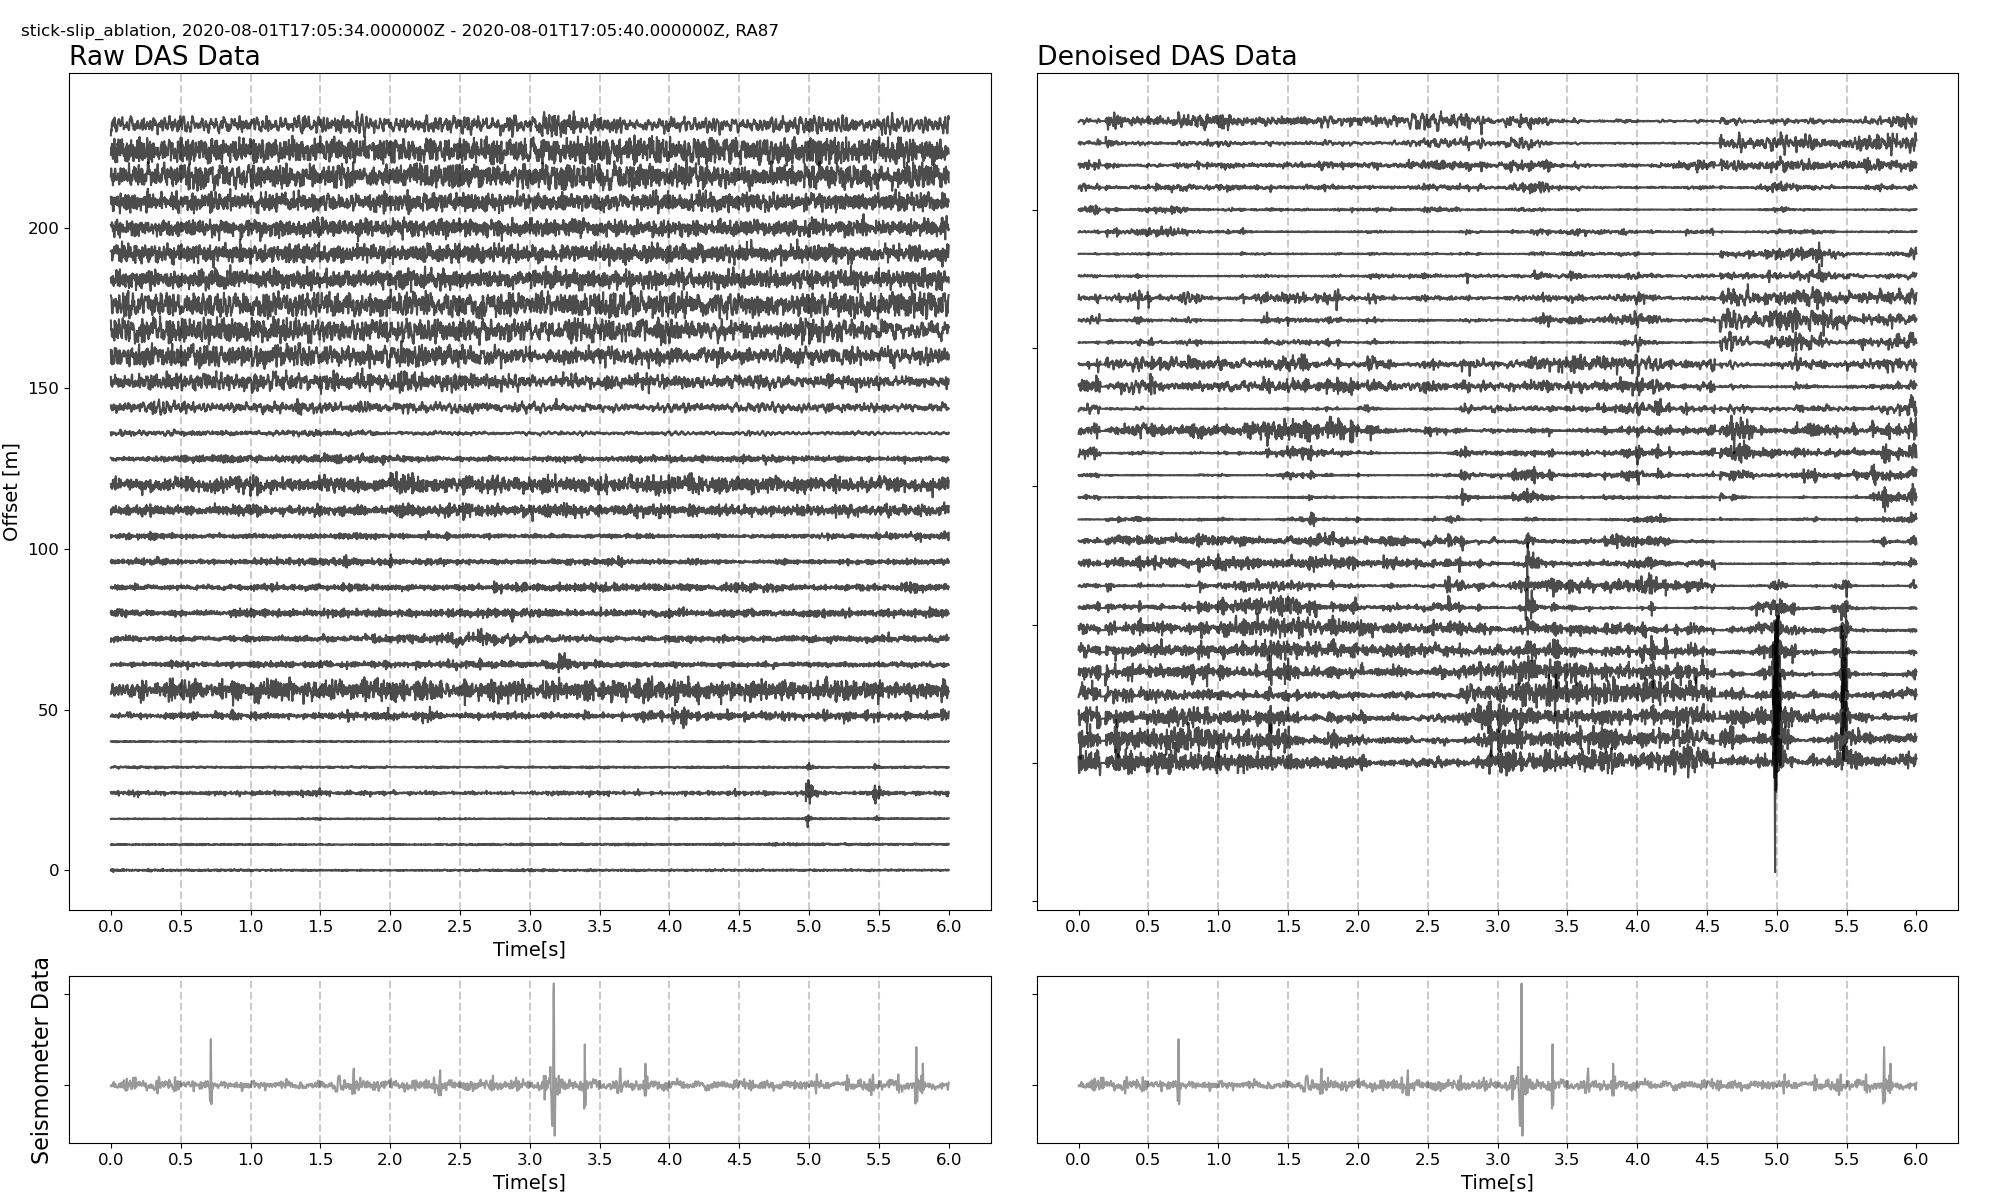 stick-slip_ablation, 2020-08-01T17:05:34.000000Z - 2020-08-01T17:05:40.000000Z, RA87
Raw DAS Data
Denoised DAS Data
Offset [m]
200
150
100
50
0
0.0 0.5 1.0 1.5 2.0 2.5 3.0 3.5 4.0 4.5 5.0 5.5 6.0
Time[s]
0.0 0.5 1.0 1.5 2.0 2.5 3.0 3.5 4.0 4.5 5.0 5.5 6.0
Seismometer Data
0.0 0.5 1.0 1.5 2.0 2.5 3.0 3.5 4.0 4.5 5.0 5.5 6.0
Time[s]
0.0 0.5 1.0 1.5 2.0 2.5 3.0 3.5 4.0 4.5 5.0 5.5 6.0
Time[s]